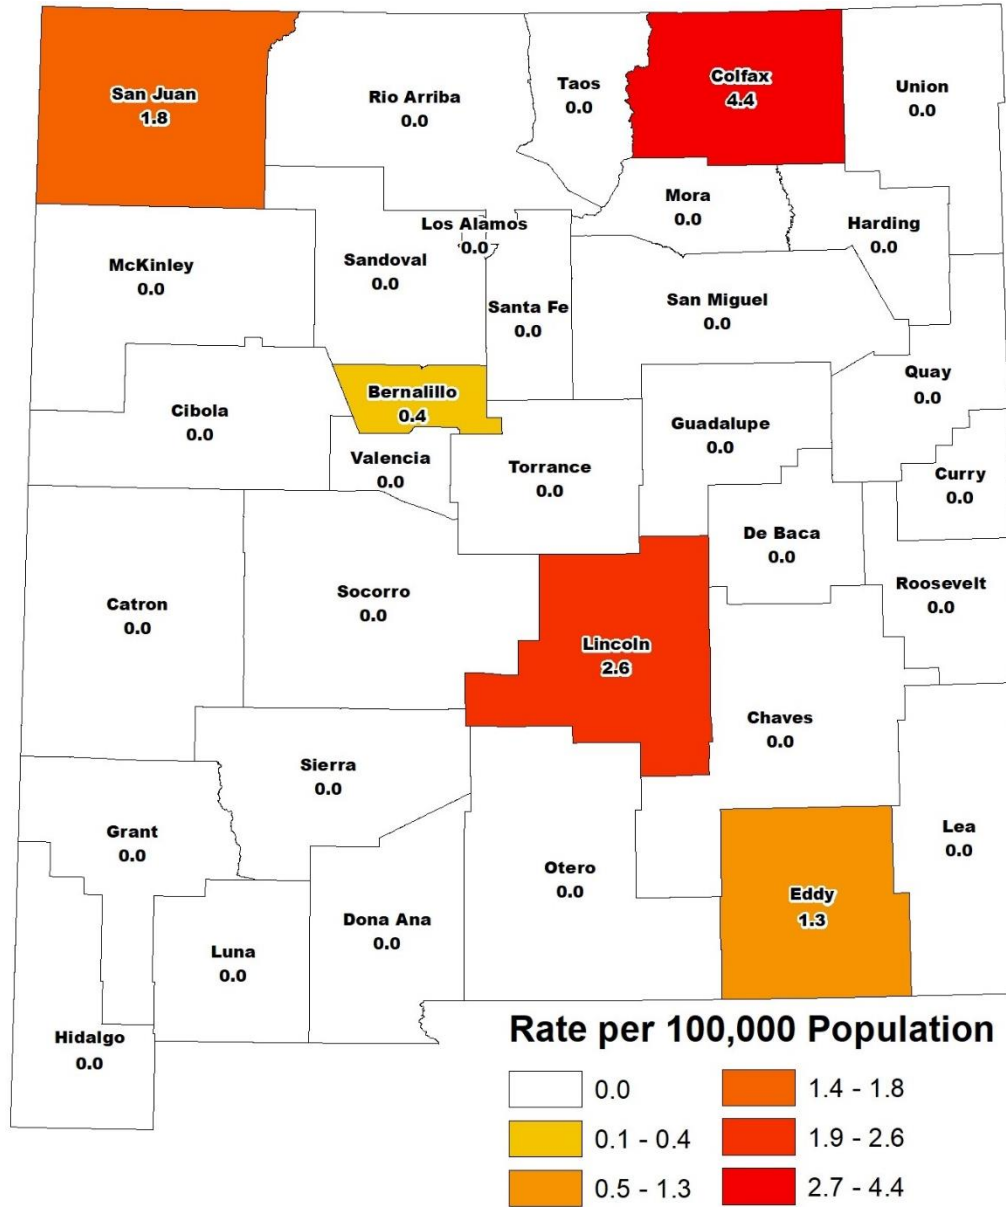 San Juan
1.8
Rio Arriba
0.0
Taos
0.0
Colfax
4.4
Union
0.0
Mora
0.0
Harding
0.0
Los Alamos
0.0
McKinley
0.0
Sandoval
0.0
Santa Fe
0.0
San Miguel
0.0
Quay
0.0
Bernalillo
0.4
Cibola
0.0
Guadalupe
0.0
Valencia
0.0
Torrance
0.0
Curry
0.0
De Baca
0.0
Roosevelt
0.0
Catron
0.0
Socorro
0.0
Lincoln
2.6
Chaves
0.0
Sierra
0.0
Grant
0.0
Otero
0.0
Lea
0.0
Eddy
1.3
Dona Ana
0.0
Luna
0.0
Hidalgo
0.0
Rate per 100,000 Population
0.0
0.1 - 0.4
0.5 - 1.3
1.4 - 1.8
1.9 - 2.6
2.7 - 4.4